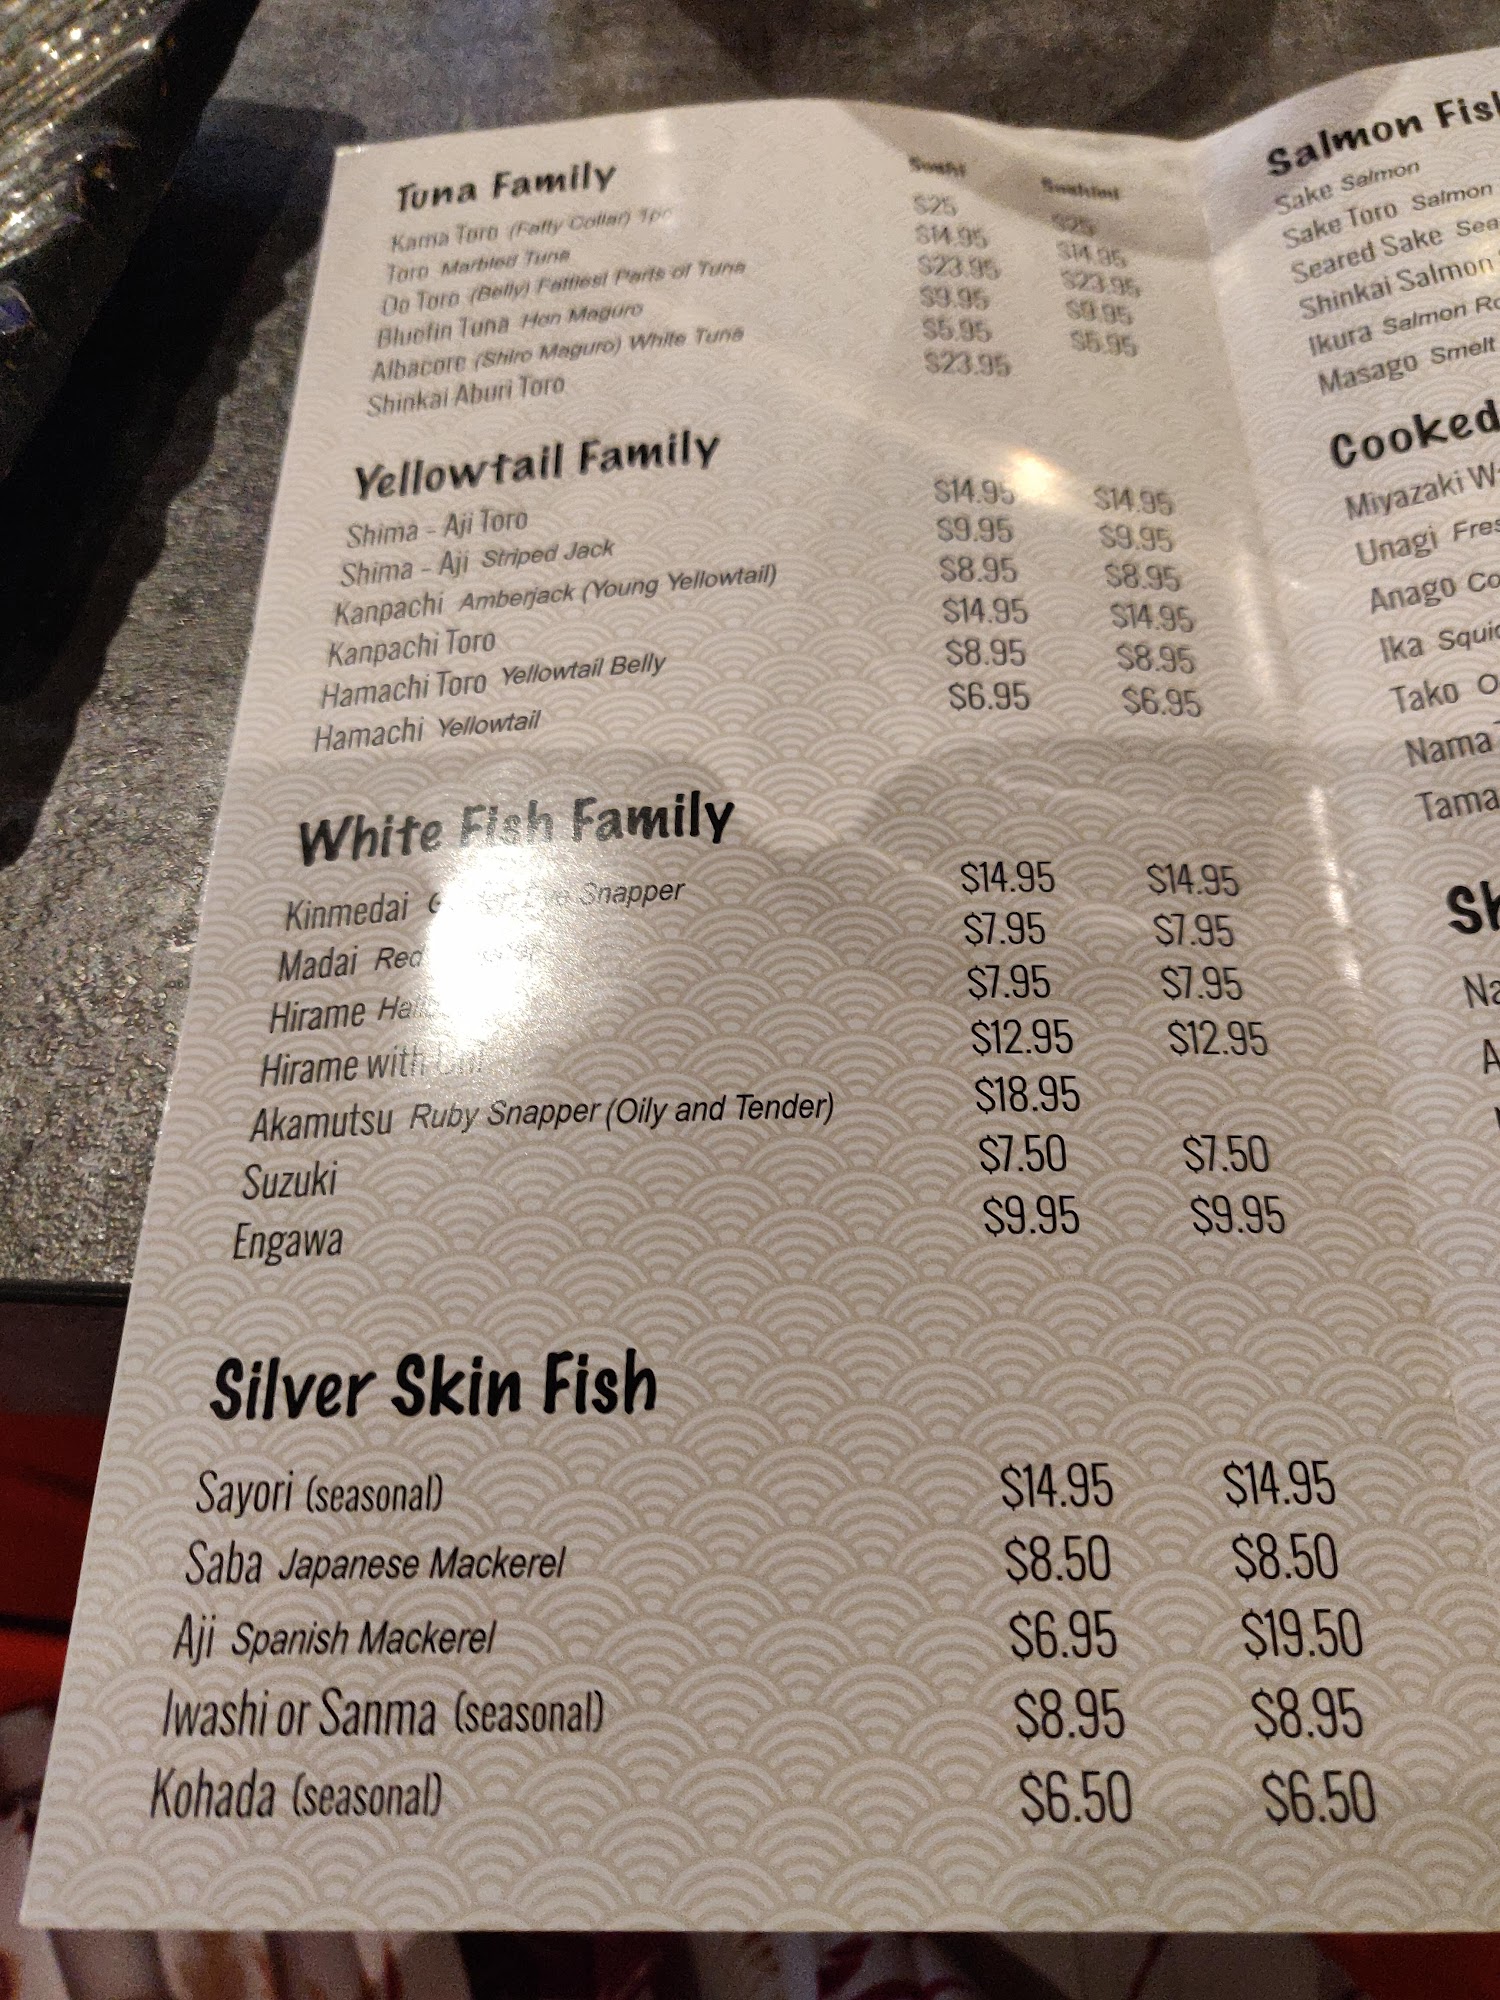 Tuna Family Sushi Sashimi
Kama Toro (Fatty Collar) 1pc $25 $25
Toro Marbled Tuna $14.95 $14.95
Oo Toro (Belly) Fattiest Parts of Tuna $23.95 $23.95
Bluefin Tuna Hon Maguro $9.95 $9.95
Albacore (Shiro Maguro) White Tuna $5.95 $5.95
Shinkai Aburi Toro $23.95
Yellowtail Family
Shima - Aji Toro $14.95 $14.95
Shima - Aji Striped Jack $9.95 $9.95
Kanpachi Amberjack (Young Yellowtail) $8.95 $8.95
Kanpachi Toro $14.95 $14.95
Hamachi Toro Yellowtail Belly $8.95 $8.95
Hamachi Yellowtail $6.95 $6.95
White Fish Family
Kinmedai Eye Snapper $14.95 $14.95
Madai Red $7.95 $7.95
Hirame $7.95 $7.95
Hirame with Uni $12.95 $12.95
Akamutsu Ruby Snapper (Oily and Tender) $18.95
Suzuki $7.50 $7.50
Engawa $9.95 $9.95
Silver Skin Fish
Sayori (seasonal) $14.95 $14.95
Saba Japanese Mackerel $8.50 $8.50
Aji Spanish Mackerel $6.95 $19.50
Iwashi or Sanma (seasonal) $8.95 $8.95
Kohada (seasonal) $6.50 $6.50
Salmon
Sake Salmon
Sake Toro Salmon
Seared Sake
Shinkai Salmon
Ikura Salmon
Masago Smelt
Cooked
Miyazaki
Unagi
Anago
Ika
Tako
Nama